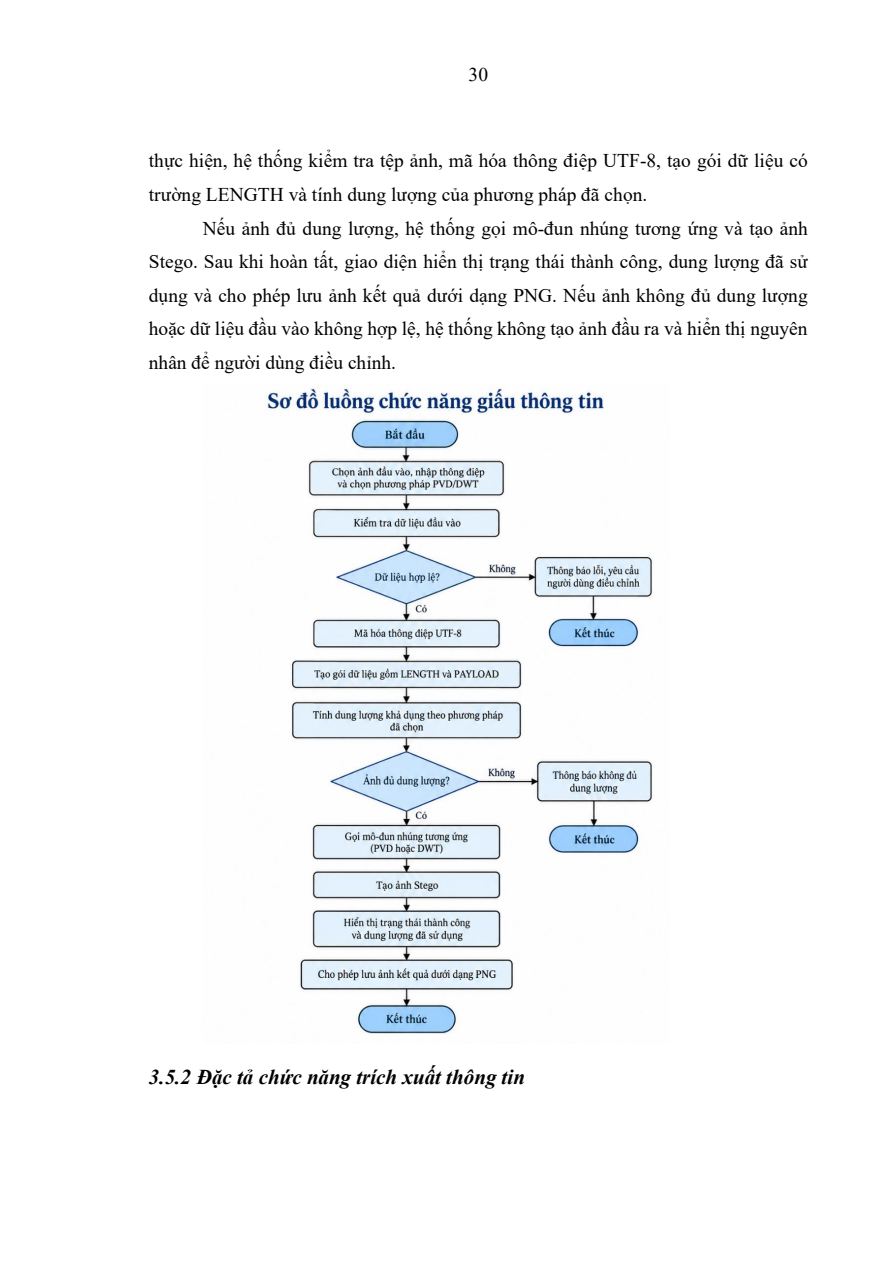 30
thực hiện, hệ thống kiểm tra tệp ảnh, mã hóa thông điệp UTF-8, tạo gói dữ liệu có
trường LENGTH và tính dung lượng của phương pháp đã chọn.
Nếu ảnh đủ dung lượng, hệ thống gọi mô-đun nhúng tương ứng và tạo ảnh
Stego. Sau khi hoàn tất, giao diện hiển thị trạng thái thành công, dung lượng đã sử
dụng và cho phép lưu ảnh kết quả dưới dạng PNG. Nếu ảnh không đủ dung lượng
hoặc dữ liệu đầu vào không hợp lệ, hệ thống không tạo ảnh đầu ra và hiển thị nguyên
nhân để người dùng điều chỉnh.
Sơ đồ luồng chức năng giấu thông tin
Bắt đầu
Chọn ảnh đầu vào, nhập thông điệp
và chọn phương pháp PVD/DWT
Kiểm tra dữ liệu đầu vào
Dữ liệu hợp lệ?
Không
Thông báo lỗi, yêu cầu
người dùng điều chỉnh
Kết thúc
Có
Mã hóa thông điệp UTF-8
Tạo gói dữ liệu gồm LENGTH và PAYLOAD
Tính dung lượng khả dụng theo phương pháp
đã chọn
Ảnh đủ dung lượng?
Không
Thông báo không đủ
dung lượng
Kết thúc
Có
Gọi mô-đun nhúng tương ứng
(PVD hoặc DWT)
Tạo ảnh Stego
Hiển thị trạng thái thành công
và dung lượng đã sử dụng
Cho phép lưu ảnh kết quả dưới dạng PNG
Kết thúc
3.5.2 Đặc tả chức năng trích xuất thông tin